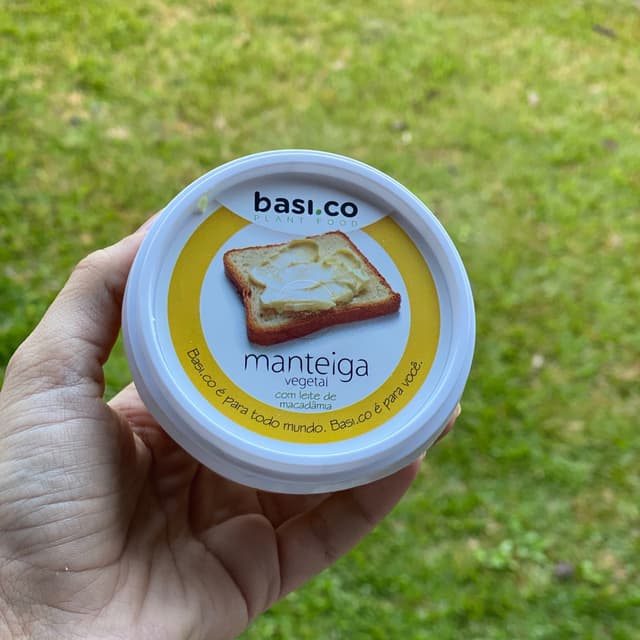 basi.co
PLANT FOOD
manteiga
vegetal
com leite de
macadâmia
Basi.co é para todo mundo. Basi.co é para você.